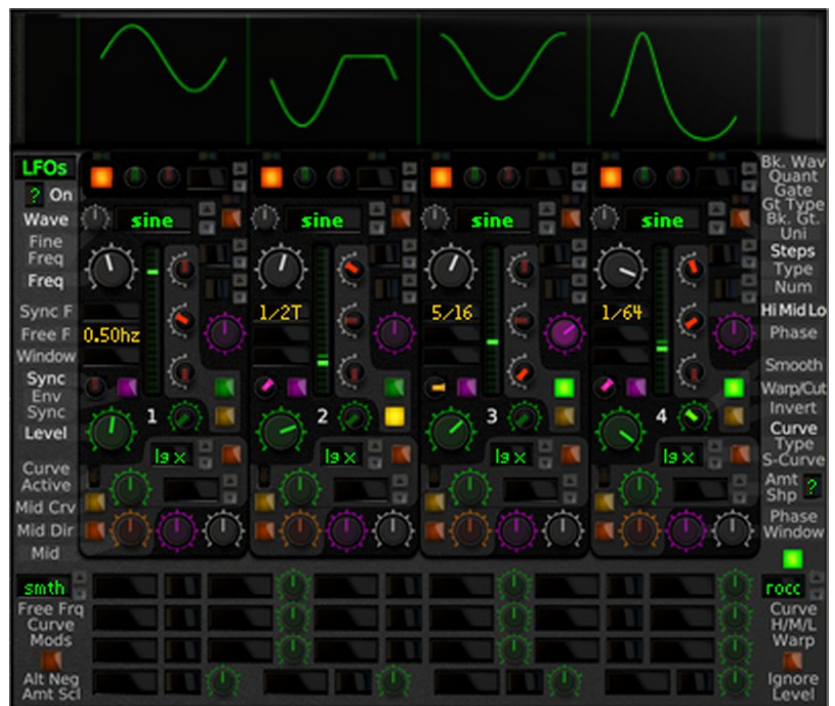 LFOs
? On
Wave
Fine
Freq
Freq
Sync F
Free F
Window
Sync
Env
Sync
Level
Curve
Active
Mid Crv
Mid Dir
Mid
smth
Free Frq
Curve
Mods
Alt Neg
Amt Scl
sine
0.50hz
1
lg x
sine
1/2T
2
lg x
sine
5/16
3
lg x
sine
1/64
4
lg x
Bk. Wav
Quant
Gate
Gt Type
Bk. Gt.
Uni
Steps
Type
Num
Hi Mid Lo
Phase
Smooth
Warp/Cut
Invert
Curve
Type
S-Curve
Amt
Shp ?
Phase
Window
rocc
Curve
H/M/L
Warp
Ignore
Level